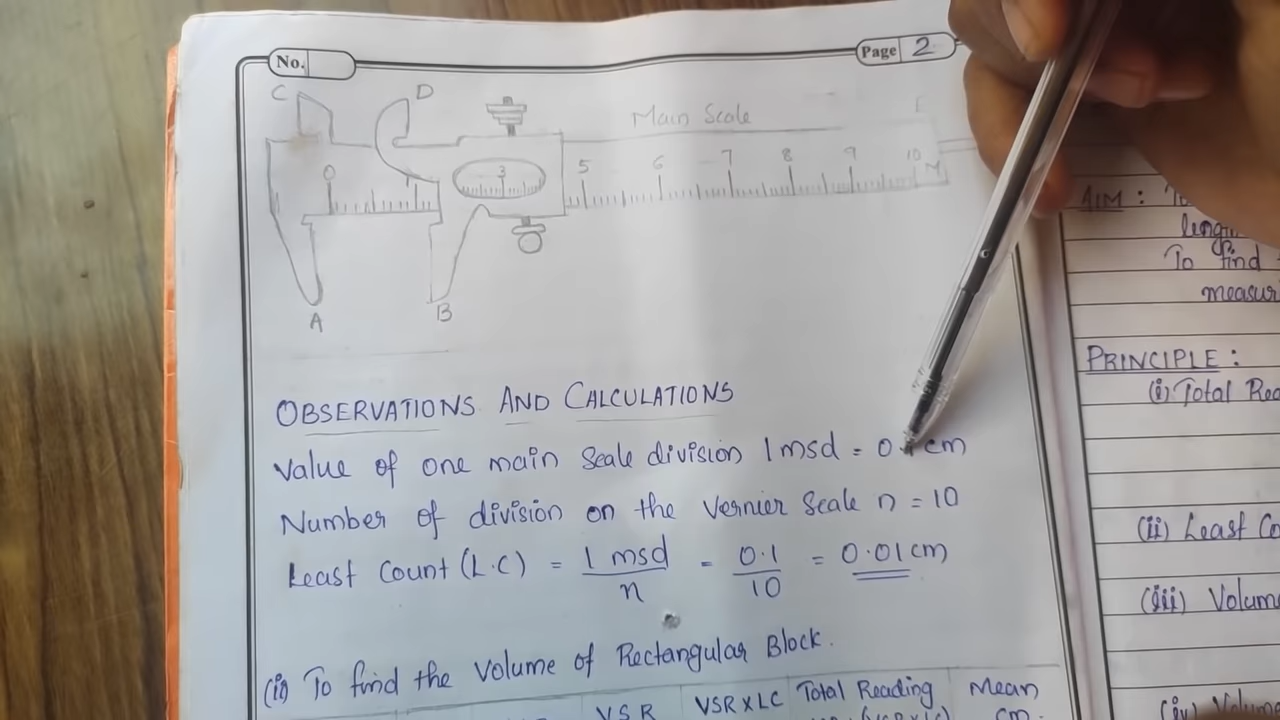 No.
Page 2
C D
Main Scale E
0 3 5 6 7 8 9 10
M
A B
OBSERVATIONS AND CALCULATIONS
Value of one main Scale division 1 msd = 0. cm
Number of division on the Vernier Scale n = 10
Least Count (L.C) = 1 msd / n = 0.1 / 10 = 0.01 cm
(i) To find the Volume of Rectangular Block.
VSR VSR x LC Total Reading Mean
cm.
AIM :
To find
PRINCIPLE :
(i) Total
(ii) Least
(iii)
(iv)